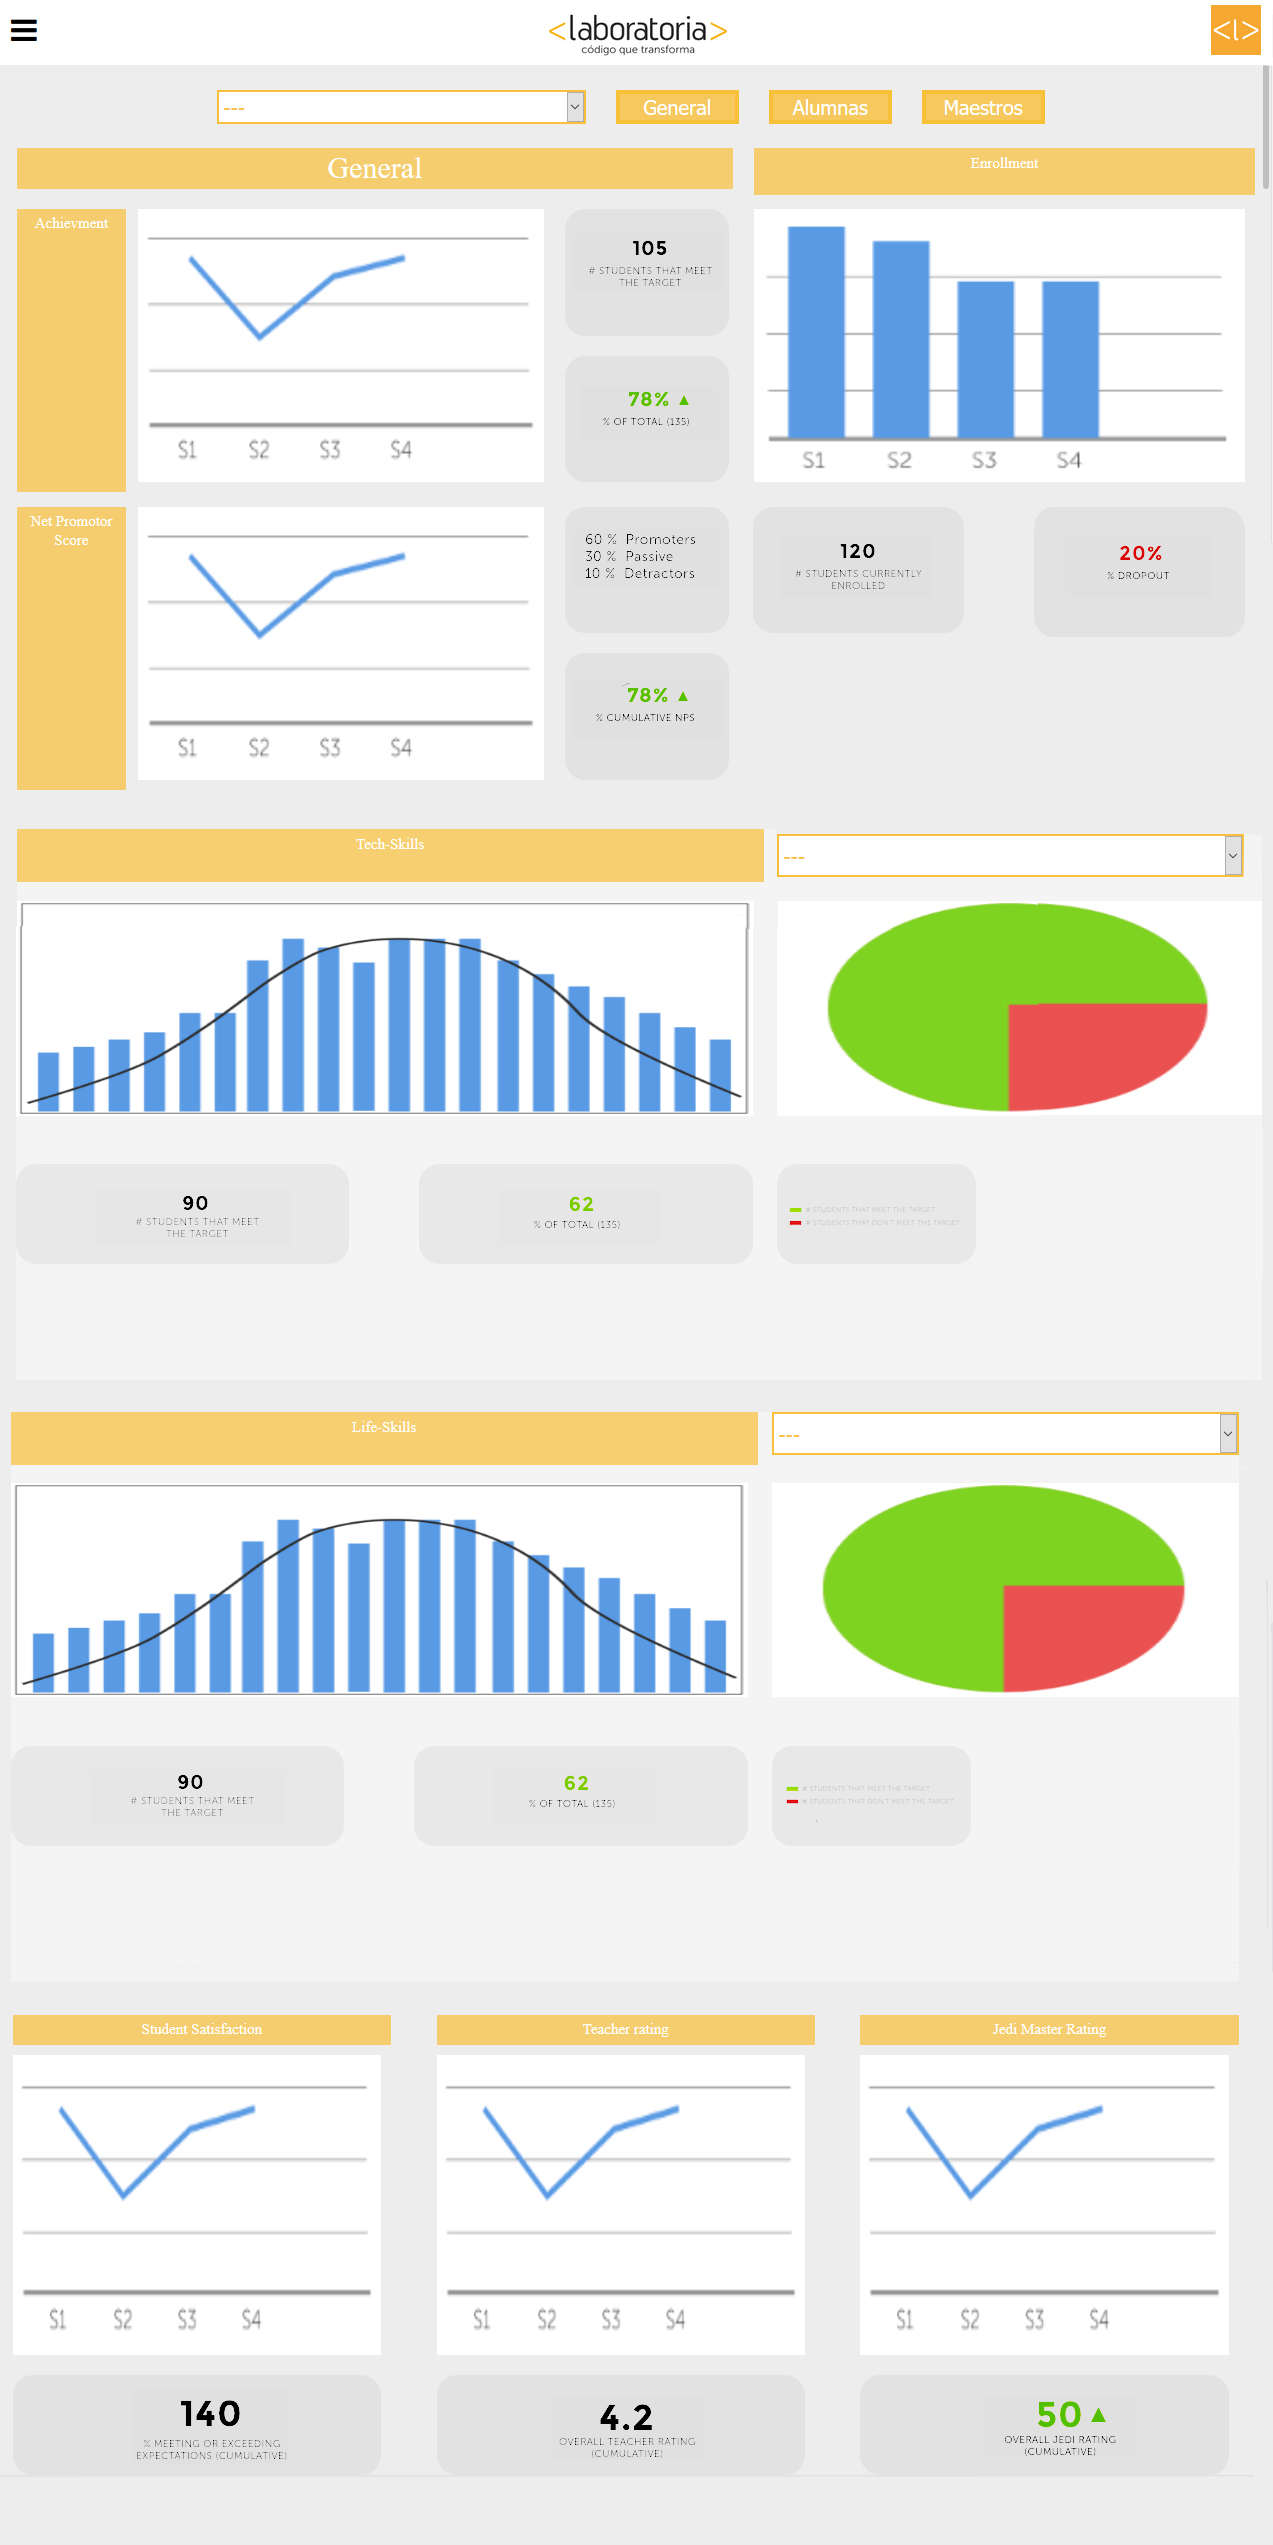 <laboratoria>
código que transforma
<l>
---
General
Alumnas
Maestros
General
Enrollment
Achievment
S1 S2 S3 S4
105
# STUDENTS THAT MEET
THE TARGET
78% ▲
% OF TOTAL (135)
S1 S2 S3 S4
Net Promotor
Score
S1 S2 S3 S4
60 % Promoters
30 % Passive
10 % Detractors
78% ▲
% CUMULATIVE NPS
120
# STUDENTS CURRENTLY
ENROLLED
20%
% DROPOUT
Tech-Skills
---
90
# STUDENTS THAT MEET
THE TARGET
62
% OF TOTAL (135)
# STUDENTS THAT MEET THE TARGET
# STUDENTS THAT DON'T MEET THE TARGET
Life-Skills
---
90
# STUDENTS THAT MEET
THE TARGET
62
% OF TOTAL (135)
# STUDENTS THAT MEET THE TARGET
# STUDENTS THAT DON'T MEET THE TARGET
Student Satisfaction
Teacher rating
Jedi Master Rating
S1 S2 S3 S4
S1 S2 S3 S4
S1 S2 S3 S4
140
% MEETING OR EXCEEDING
EXPECTATIONS (CUMULATIVE)
4.2
OVERALL TEACHER RATING
(CUMULATIVE)
50 ▲
OVERALL JEDI RATING
(CUMULATIVE)